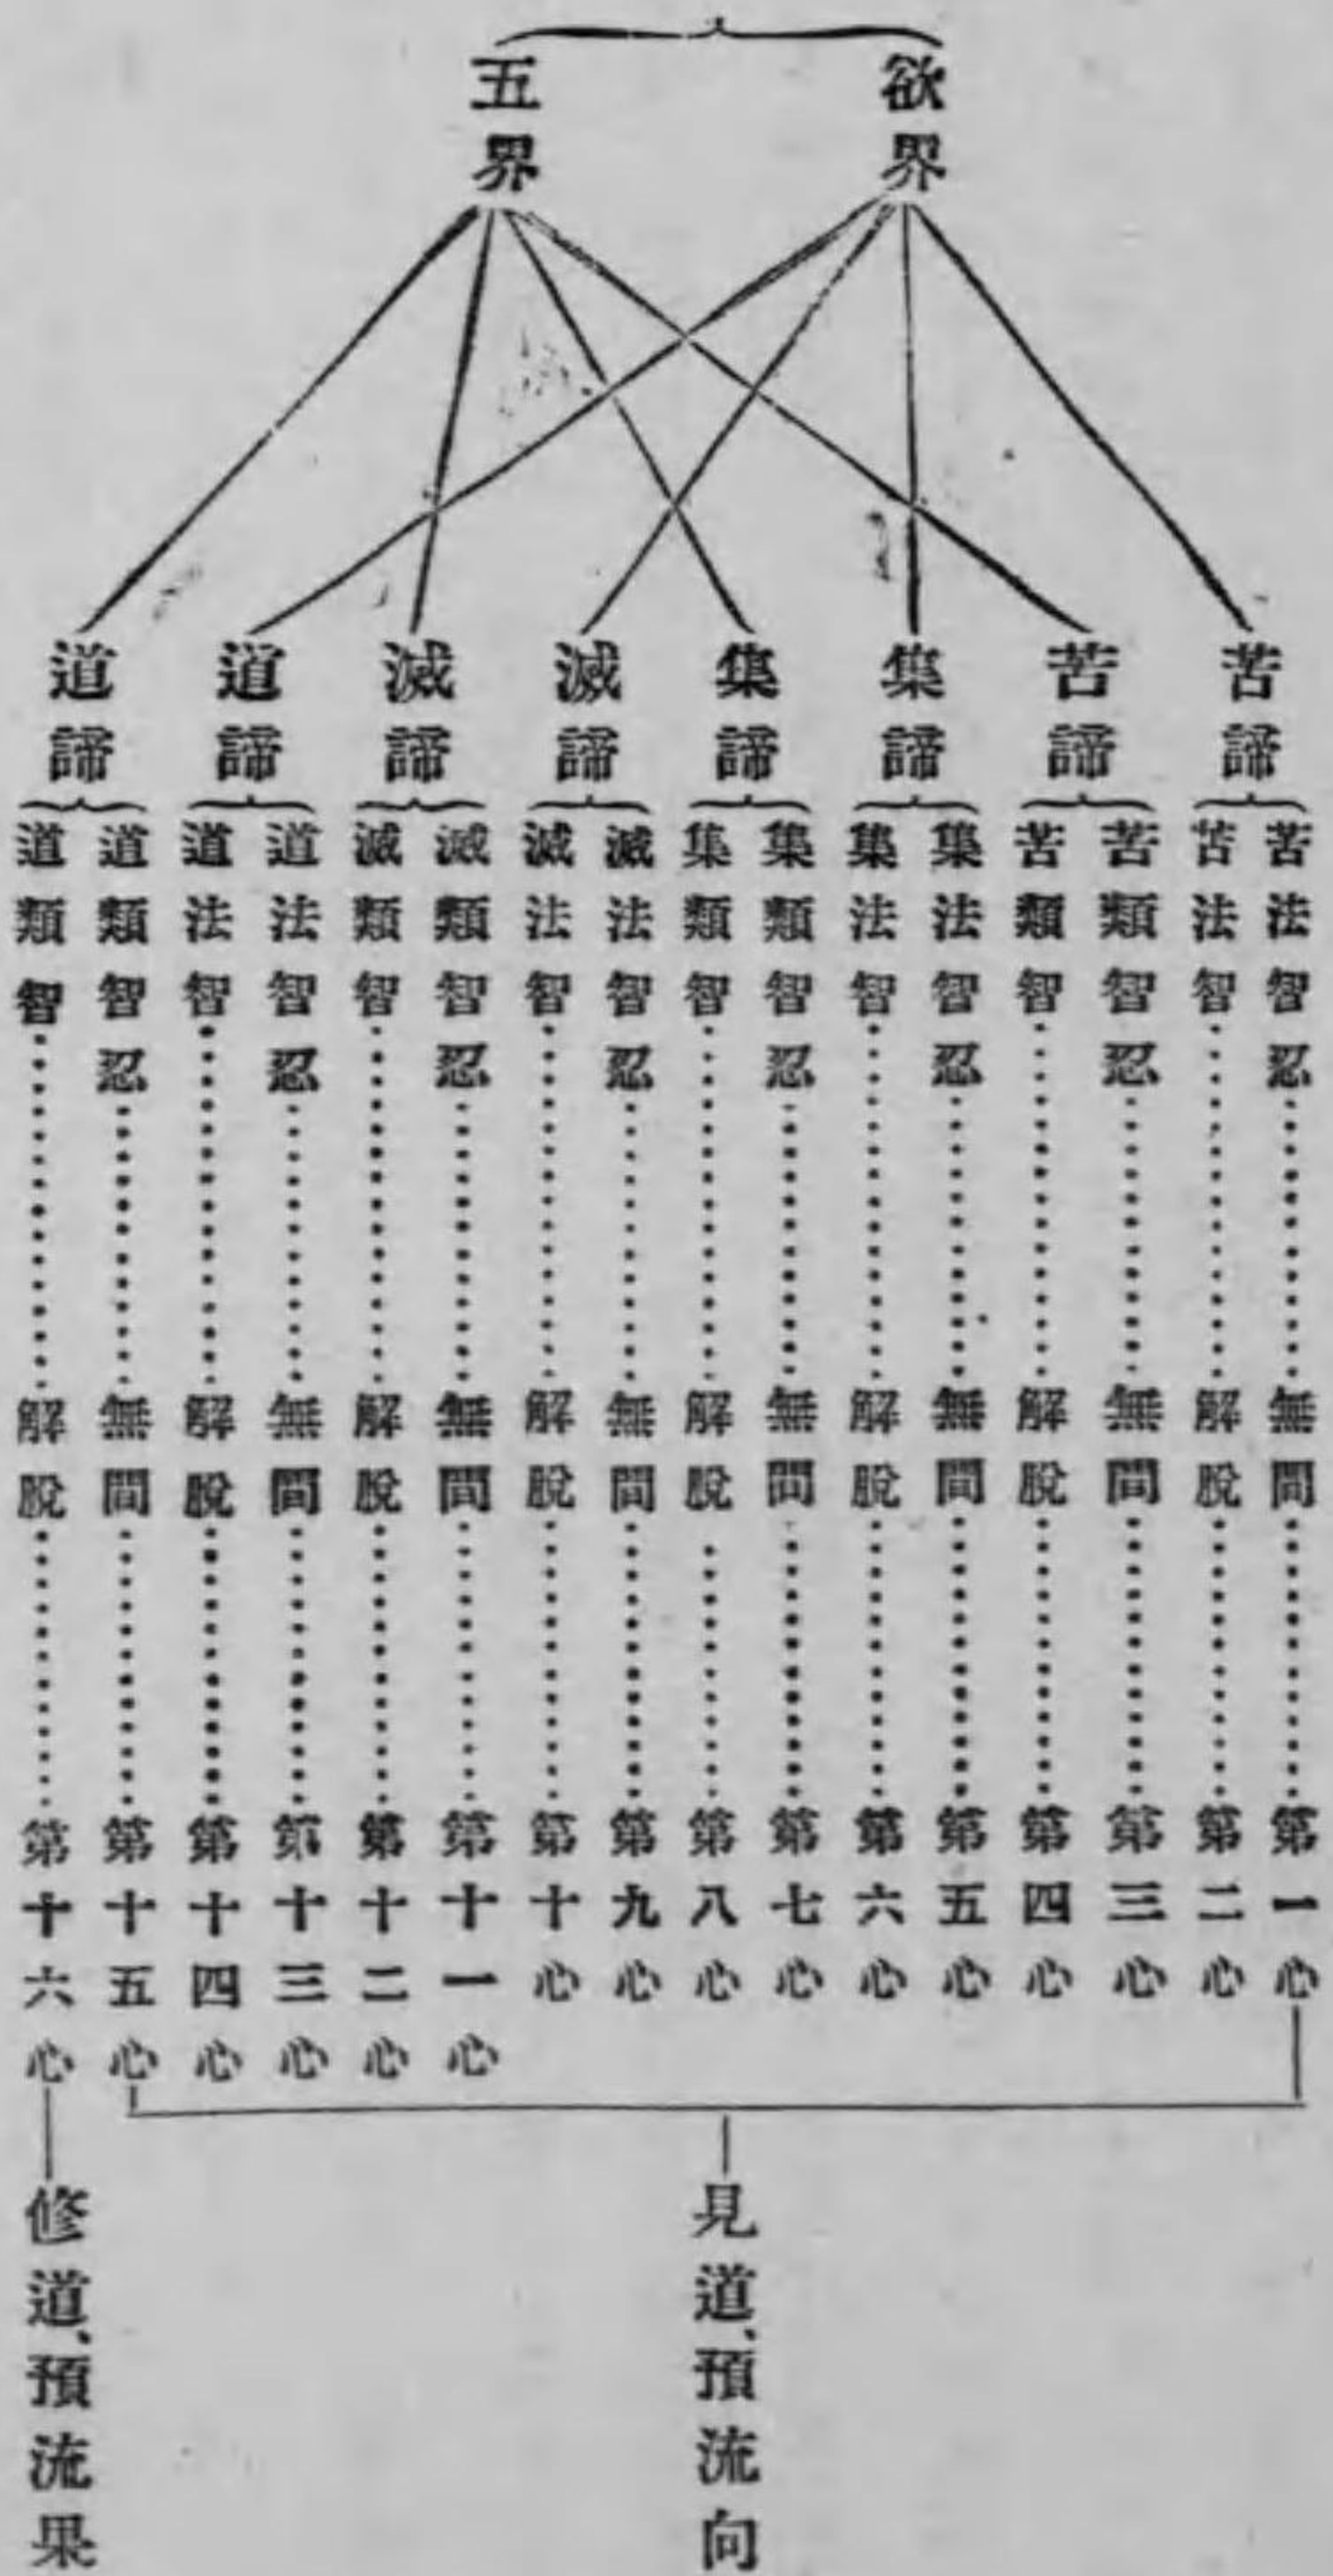 欲界
五界
苦諦
苦諦
集諦
集諦
滅諦
滅諦
道諦
道諦
苦法智忍……無間……第一心
苦法智……解脫……第二心
苦類智忍……無間……第三心
苦類智……解脫……第四心
集法智忍……無間……第五心
集法智……解脫……第六心
集類智忍……無間……第七心
集類智……解脫……第八心
滅法智忍……無間……第九心
滅法智……解脫……第十心
滅類智忍……無間……第十一心
滅類智……解脫……第十二心
道法智忍……無間……第十三心
道法智……解脫……第十四心
道類智忍……無間……第十五心
道類智……解脫……第十六心
見道、預流向
修道、預流果